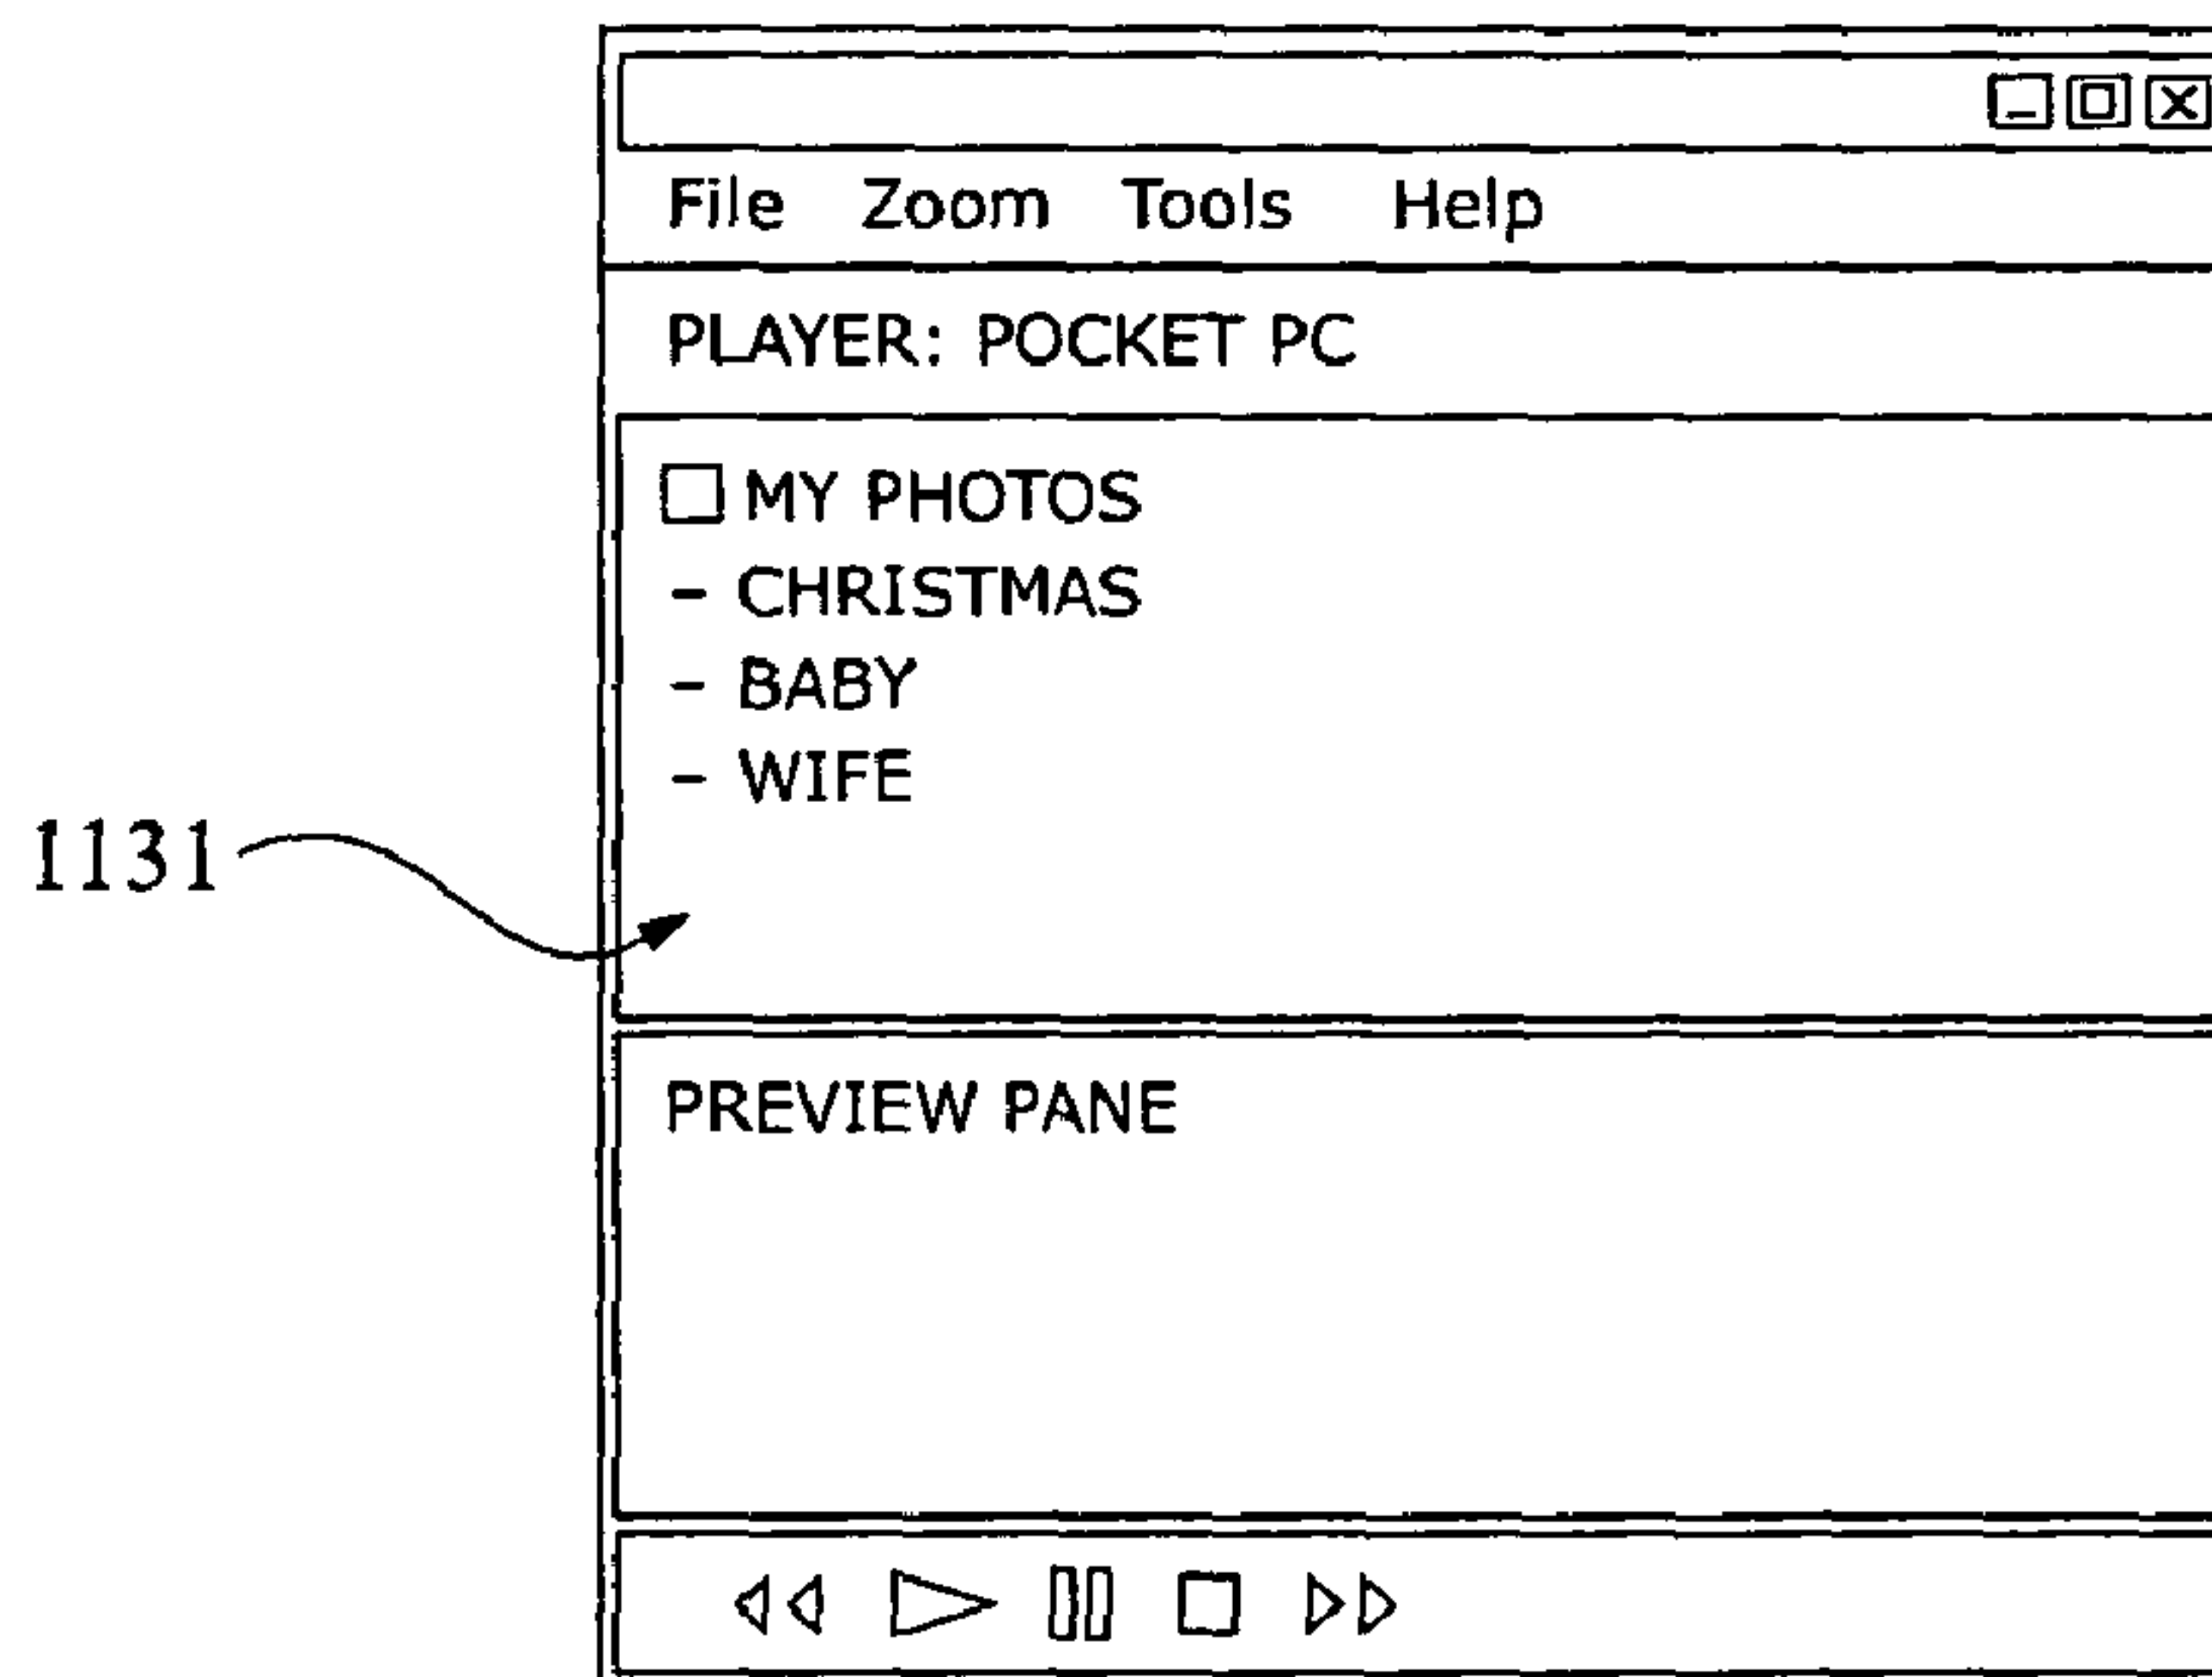 File Zoom Tools Help
PLAYER: POCKET PC
MY PHOTOS
- CHRISTMAS
- BABY
- WIFE
1131
PREVIEW PANE